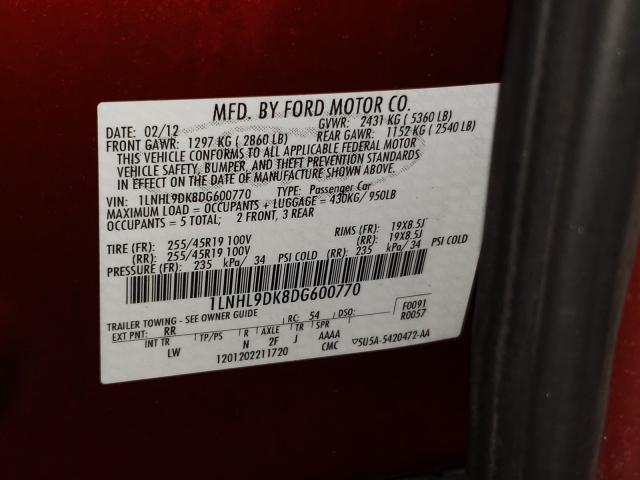 MFD. BY FORD MOTOR CO.
DATE: 02/12 GVWR: 2431 KG ( 5360 LB)
FRONT GAWR: 1297 KG ( 2860 LB) REAR GAWR: 1152 KG ( 2540 LB)
THIS VEHICLE CONFORMS TO ALL APPLICABLE FEDERAL MOTOR
VEHICLE SAFETY, BUMPER, AND THEFT PREVENTION STANDARDS
IN EFFECT ON THE DATE OF MANUFACTURE SHOWN ABOVE.
VIN: 1LNHL9DK8DG600770 TYPE: Passenger Car
MAXIMUM LOAD = OCCUPANTS + LUGGAGE = 430KG/ 950LB
OCCUPANTS = 5 TOTAL; 2 FRONT, 3 REAR
TIRE (FR): 255/45R19 100V RIMS (FR): 19X8.5J
(RR): 255/45R19 100V (RR): 19X8.5J
PRESSURE (FR): 235 kPa/ 34 PSI COLD (RR): 235 kPa/ 34 PSI COLD
1LNHL9DK8DG600770
TRAILER TOWING - SEE OWNER GUIDE F0091
EXT PNT: RR RC: 54 DSO: R0057
INT TR TP/PS R AXLE TR SPR
LW N 2F J AAAA
1201202211720 CMC 5U5A-5420472-AA